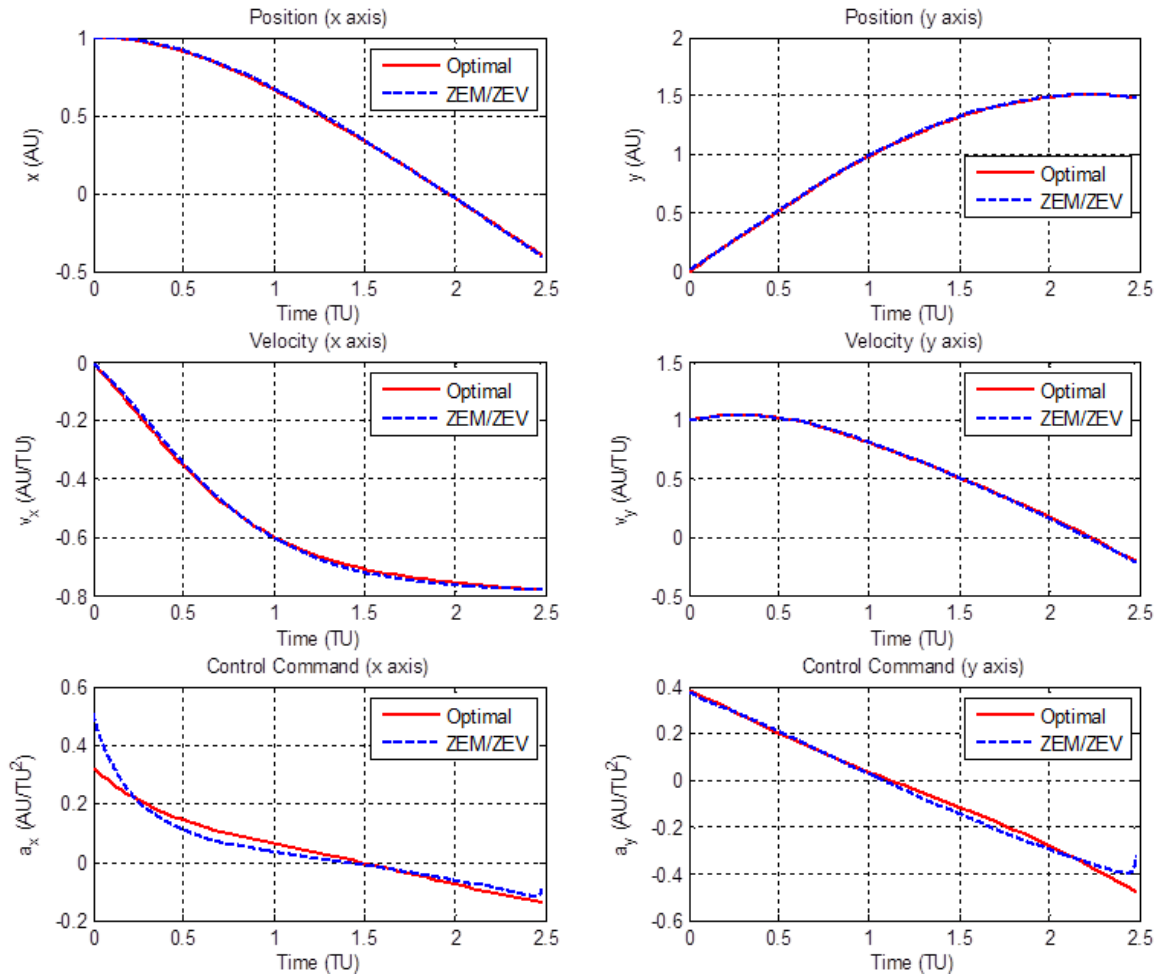 Position (x axis)
1
0.5
0
-0.5
x (AU)
Optimal
ZEM/ZEV
0
0.5
1
1.5
2
2.5
Time (TU)
Position (y axis)
2
1.5
1
0.5
0
y (AU)
Optimal
ZEM/ZEV
0
0.5
1
1.5
2
2.5
Time (TU)
Velocity (x axis)
0
-0.2
-0.4
-0.6
-0.8
v_x (AU/TU)
Optimal
ZEM/ZEV
0
0.5
1
1.5
2
2.5
Time (TU)
Velocity (y axis)
1.5
1
0.5
0
-0.5
v_y (AU/TU)
Optimal
ZEM/ZEV
0
0.5
1
1.5
2
2.5
Time (TU)
Control Command (x axis)
0.6
0.4
0.2
0
-0.2
a_x (AU/TU²)
Optimal
ZEM/ZEV
0
0.5
1
1.5
2
2.5
Time (TU)
Control Command (y axis)
0.4
0.2
0
-0.2
-0.4
-0.6
a_y (AU/TU²)
Optimal
ZEM/ZEV
0
0.5
1
1.5
2
2.5
Time (TU)